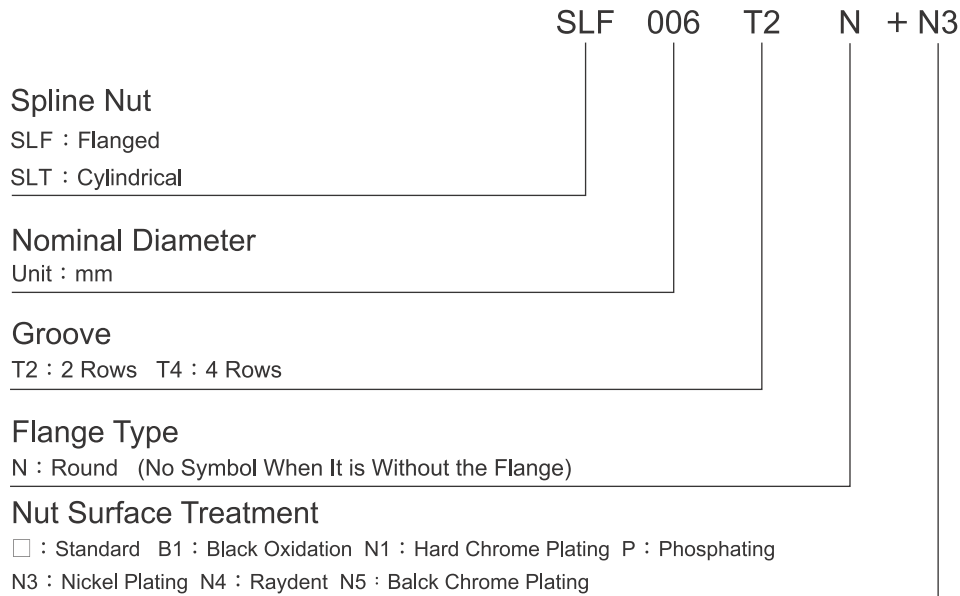 SLF 006 T2 N + N3
Spline Nut
SLF：Flanged
SLT：Cylindrical
Nominal Diameter
Unit：mm
Groove
T2：2 Rows T4：4 Rows
Flange Type
N：Round (No Symbol When It is Without the Flange)
Nut Surface Treatment
□：Standard B1：Black Oxidation N1：Hard Chrome Plating P：Phosphating
N3：Nickel Plating N4：Raydent N5：Balck Chrome Plating